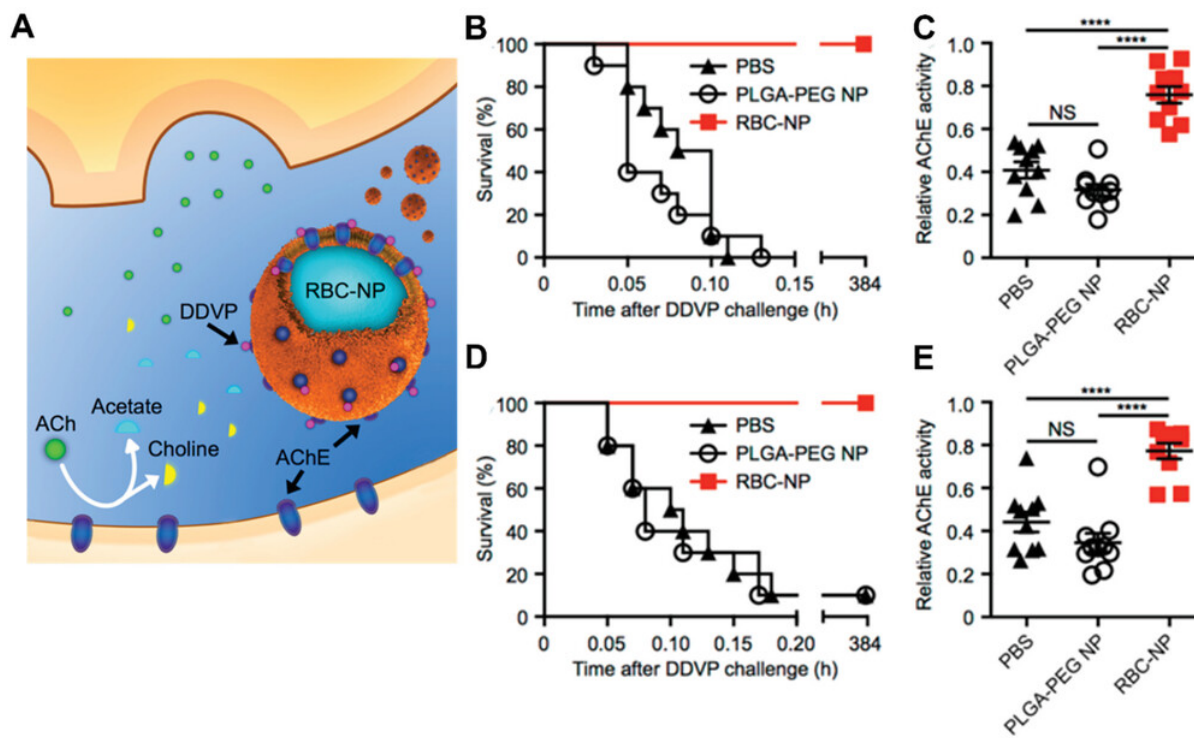 A
RBC-NP
DDVP
ACh
Acetate
Choline
AChE
B
Survival (%)
100
80
60
40
20
0
PBS
PLGA-PEG NP
RBC-NP
0 0.05 0.10 0.15 384
Time after DDVP challenge (h)
C
Relative AChE activity
1.0
0.8
0.6
0.4
0.2
0
****
****
NS
PBS
PLGA-PEG NP
RBC-NP
D
Survival (%)
100
80
60
40
20
0
PBS
PLGA-PEG NP
RBC-NP
0 0.05 0.10 0.15 0.20 384
Time after DDVP challenge (h)
E
Relative AChE activity
1.0
0.8
0.6
0.4
0.2
0
****
****
NS
PBS
PLGA-PEG NP
RBC-NP